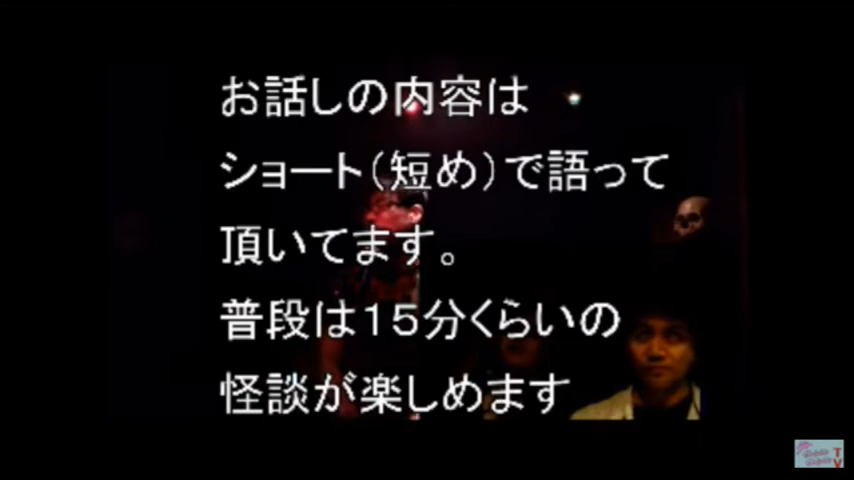 お話しの内容は
ショート（短め）で語って
頂いてます。
普段は１５分くらいの
怪談が楽しめます
TV